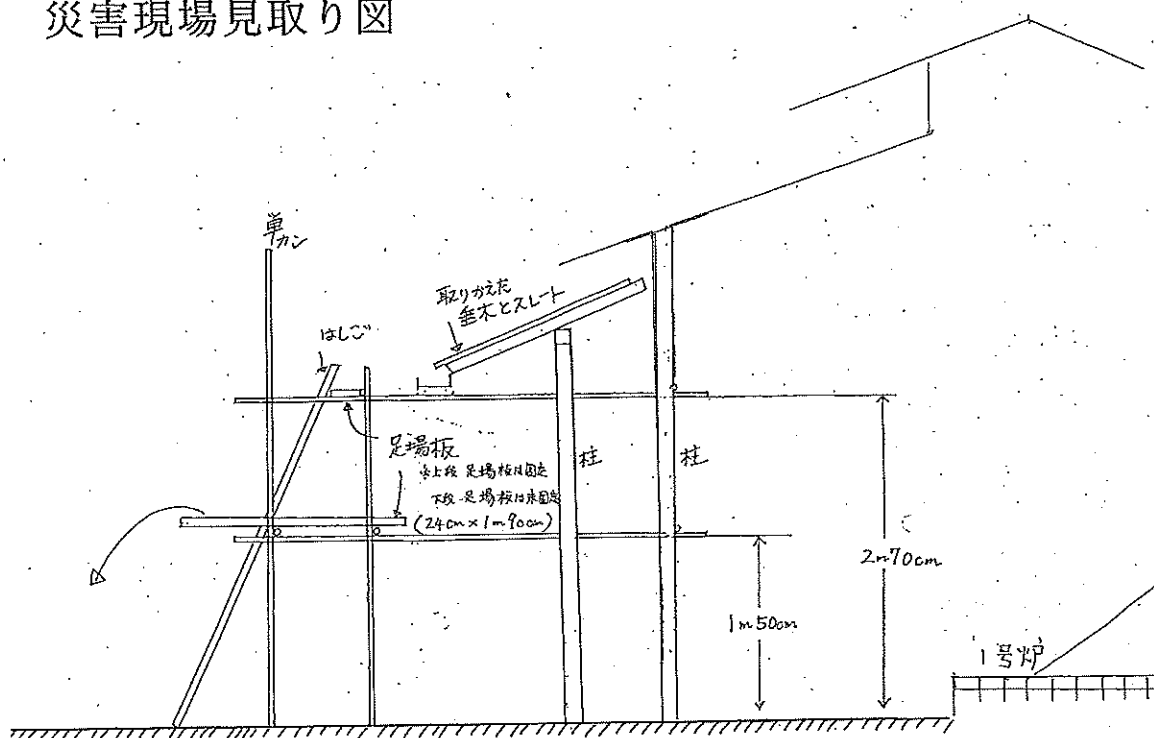 災害現場見取り図
単カン
取りかえた
垂木とスレート
はしご
足場板
※上段 足場板は固定
下段 足場板は未固定
(24cm×1m90cm)
柱
柱
2m70cm
1m50cm
1号炉